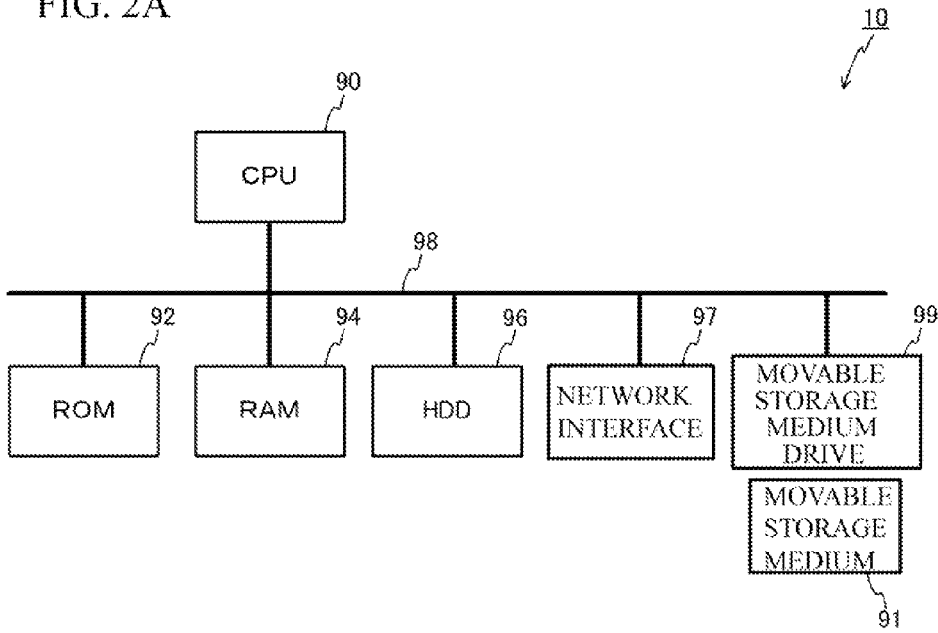 FIG. 2A
10
90
CPU
98
92
94
96
97
99
ROM
RAM
HDD
NETWORK
INTERFACE
MOVABLE
STORAGE
MEDIUM
DRIVE
MOVABLE
STORAGE
MEDIUM
91